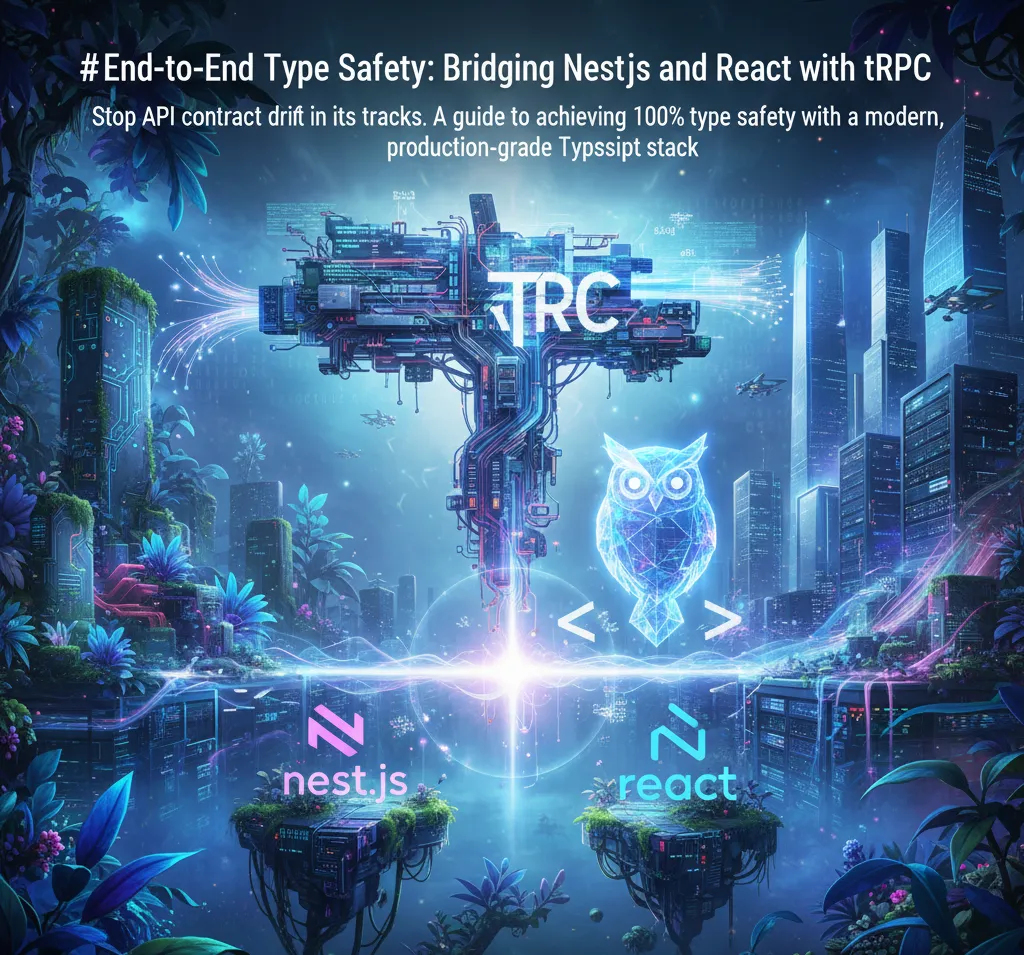 #End-to-End Type Safety: Bridging Nestjs and React with tRPC
Stop API contract drift in its tracks. A guide to achieving 100% type safety with a modern,
production-grade Typssipt stack
TRC
< >
nest.js
react